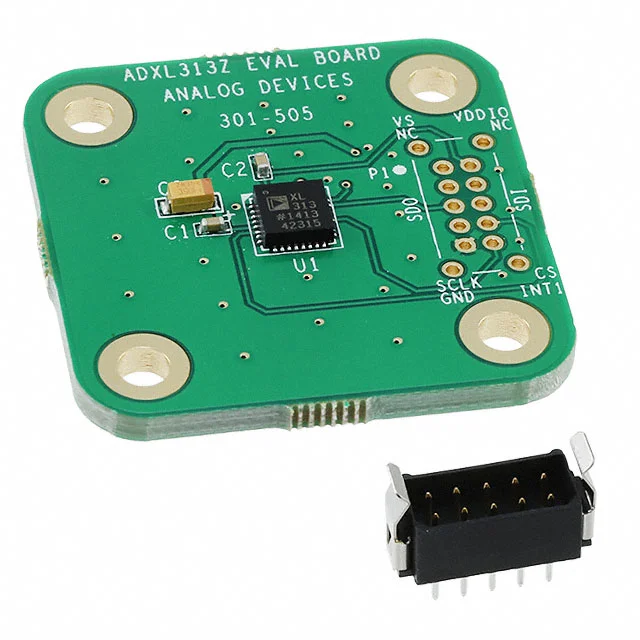 ADXL313Z EVAL BOARD
ANALOG DEVICES
301-505
VS
NC
VDDIO
NC
C2
P1
C1
XL
313
#1413
42315
U1
SDO
SDI
SCLK
GND
CS
INT1